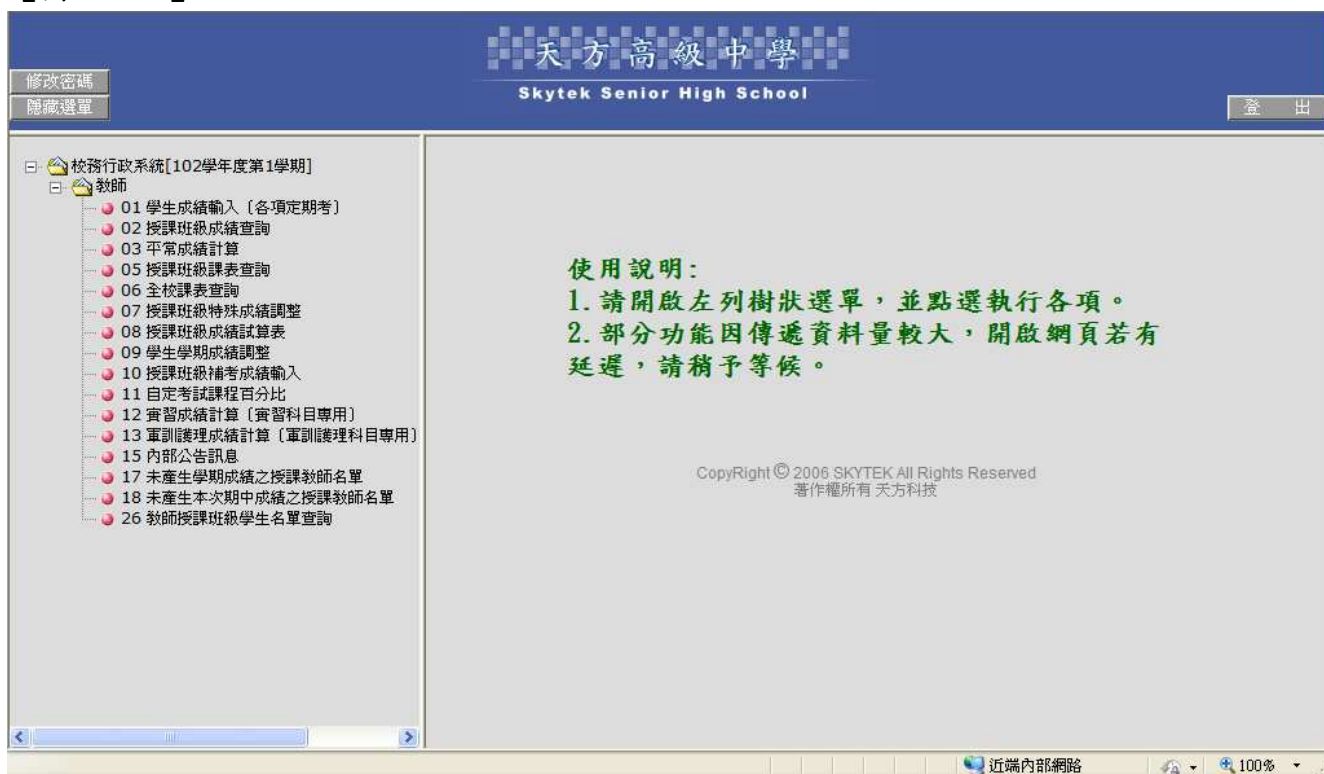 天方高級中學
Skytek Senior High School
修改密碼
隱藏選單
登 出
校務行政系統[102學年度第1學期]
教師
01 學生成績輸入〔各項定期考〕
02 授課班級成績查詢
03 平常成績計算
05 授課班級課表查詢
06 全校課表查詢
07 授課班級特殊成績調整
08 授課班級成績試算表
09 學生學期成績調整
10 授課班級補考成績輸入
11 自定考試課程百分比
12 實習成績計算〔實習科目專用〕
13 軍訓護理成績計算〔軍訓護理科目專用〕
15 內部公告訊息
17 未產生學期成績之授課教師名單
18 未產生本次期中成績之授課教師名單
26 教師授課班級學生名單查詢
使用說明:
1.請開啟左列樹狀選單，並點選執行各項。
2.部分功能因傳遞資料量較大，開啟網頁若有
延遲，請稍予等候。
CopyRight © 2006 SKYTEK All Rights Reserved
著作權所有 天方科技
近端內部網路
100%